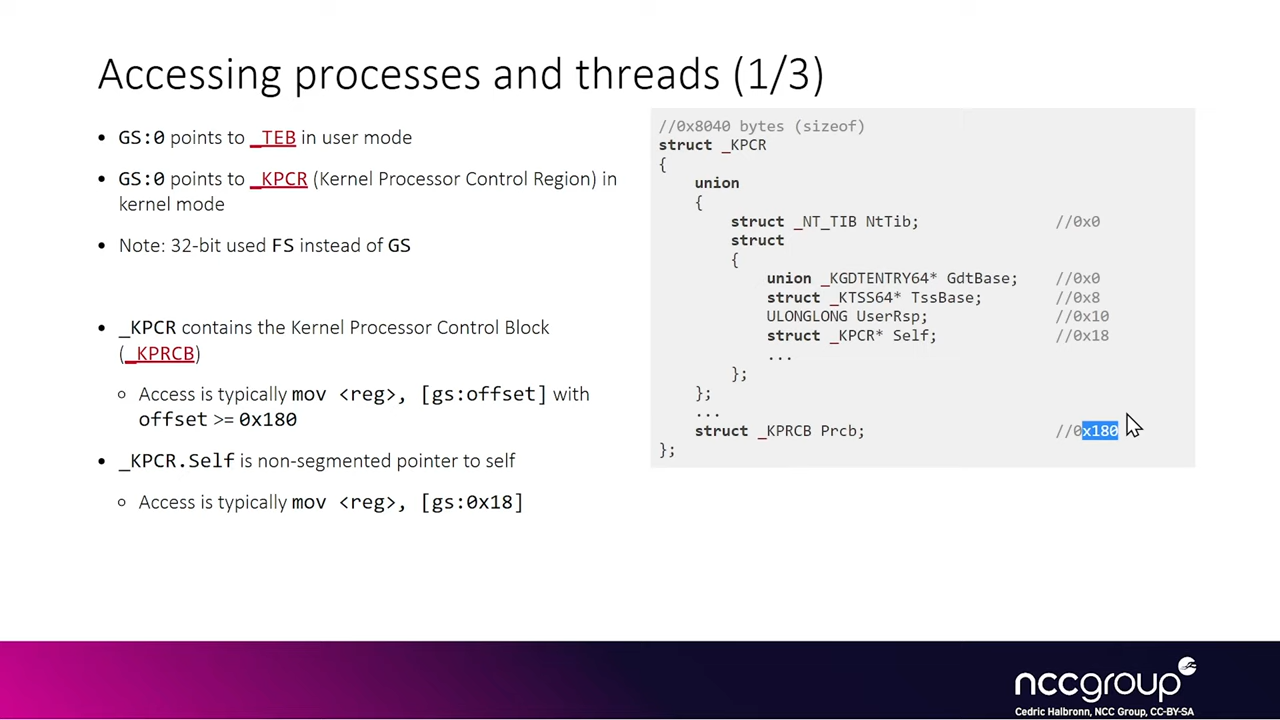 Accessing processes and threads (1/3)
• GS:0 points to _TEB in user mode
• GS:0 points to _KPCR (Kernel Processor Control Region) in
kernel mode
• Note: 32-bit used FS instead of GS
• _KPCR contains the Kernel Processor Control Block
(_KPRCB)
o Access is typically mov <reg>, [gs:offset] with
offset >= 0x180
• _KPCR.Self is non-segmented pointer to self
o Access is typically mov <reg>, [gs:0x18]
//0x8040 bytes (sizeof)
struct _KPCR
{
    union
    {
        struct _NT_TIB NtTib;               //0x0
        struct
        {
            union _KGDTENTRY64* GdtBase;    //0x0
            struct _KTSS64* TssBase;        //0x8
            ULONGLONG UserRsp;              //0x10
            struct _KPCR* Self;             //0x18
            ...
        };
    };
    ...
    struct _KPRCB Prcb;                     //0x180
};
nccgroup
Cedric Halbronn, NCC Group, CC-BY-SA